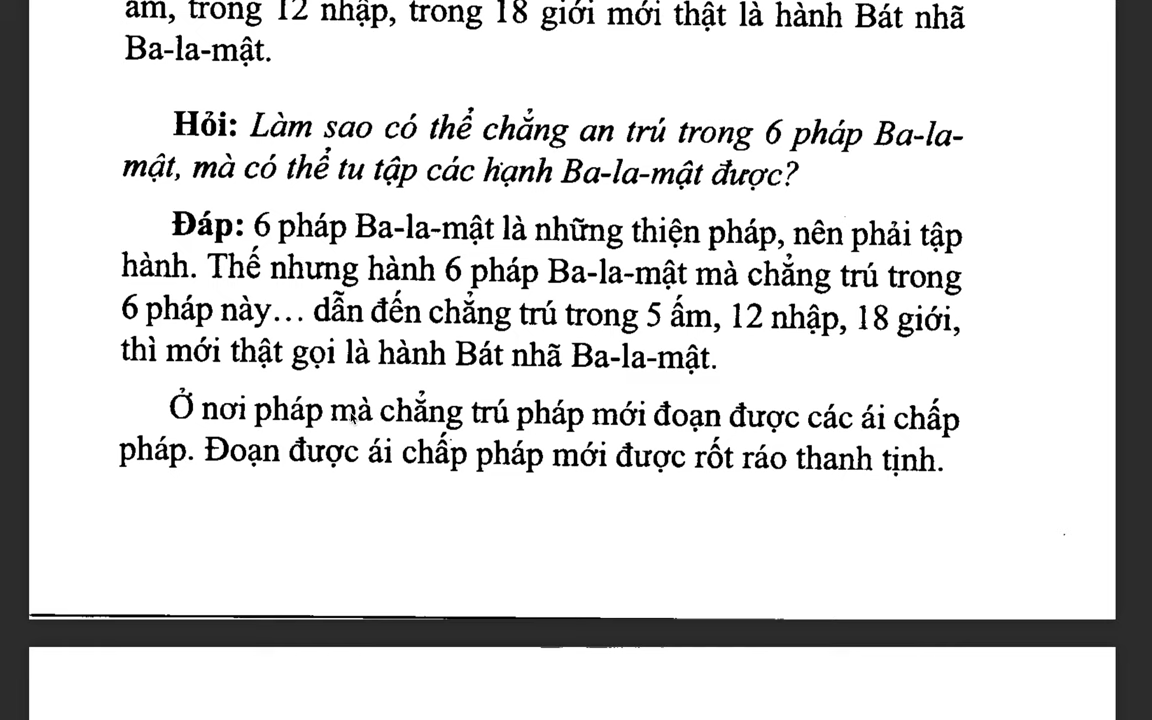 ấm, trong 12 nhập, trong 18 giới mới thật là hành Bát nhã
Ba-la-mật.
Hỏi: Làm sao có thể chẳng an trú trong 6 pháp Ba-la-
mật, mà có thể tu tập các hạnh Ba-la-mật được?
Đáp: 6 pháp Ba-la-mật là những thiện pháp, nên phải tập
hành. Thế nhưng hành 6 pháp Ba-la-mật mà chẳng trú trong
6 pháp này... dẫn đến chẳng trú trong 5 ấm, 12 nhập, 18 giới,
thì mới thật gọi là hành Bát nhã Ba-la-mật.
Ở nơi pháp mà chẳng trú pháp mới đoạn được các ái chấp
pháp. Đoạn được ái chấp pháp mới được rốt ráo thanh tịnh.